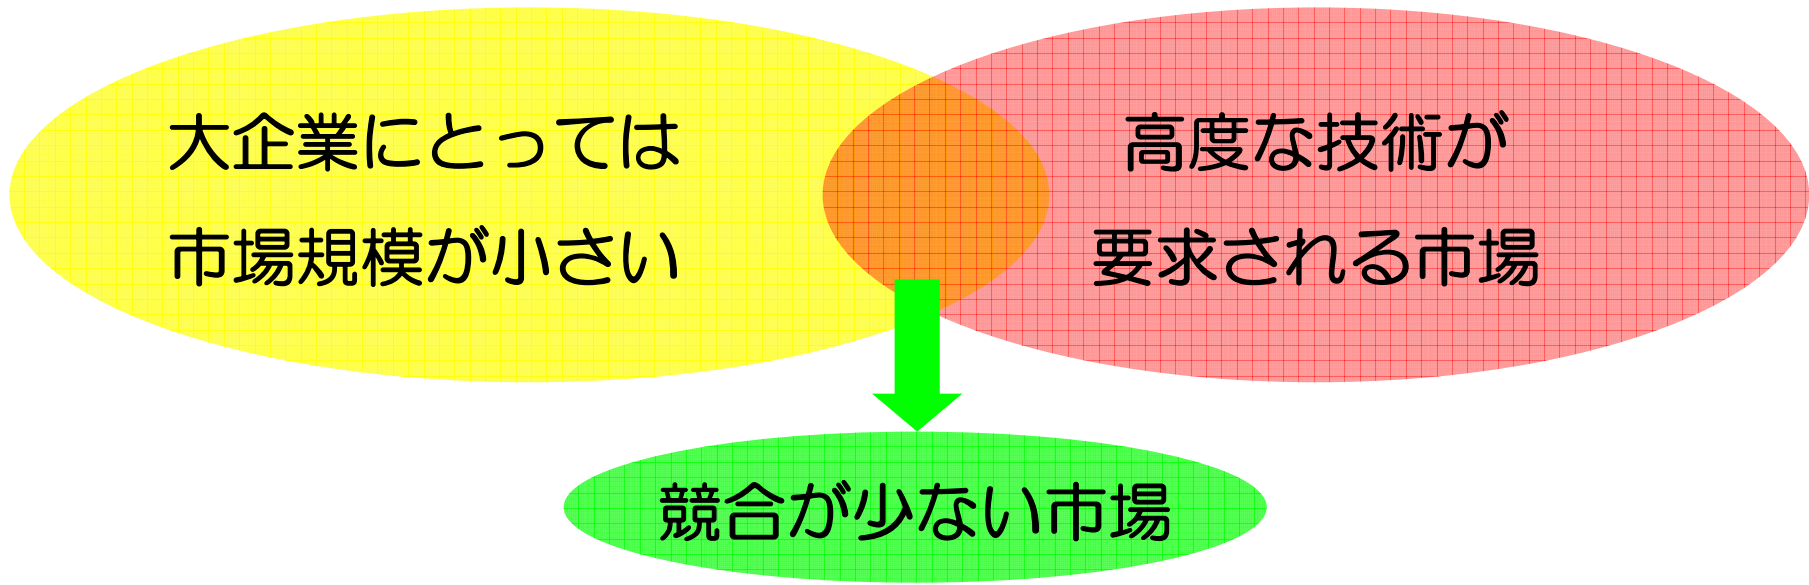 大企業にとっては
市場規模が小さい
高度な技術が
要求される市場
競合が少ない市場